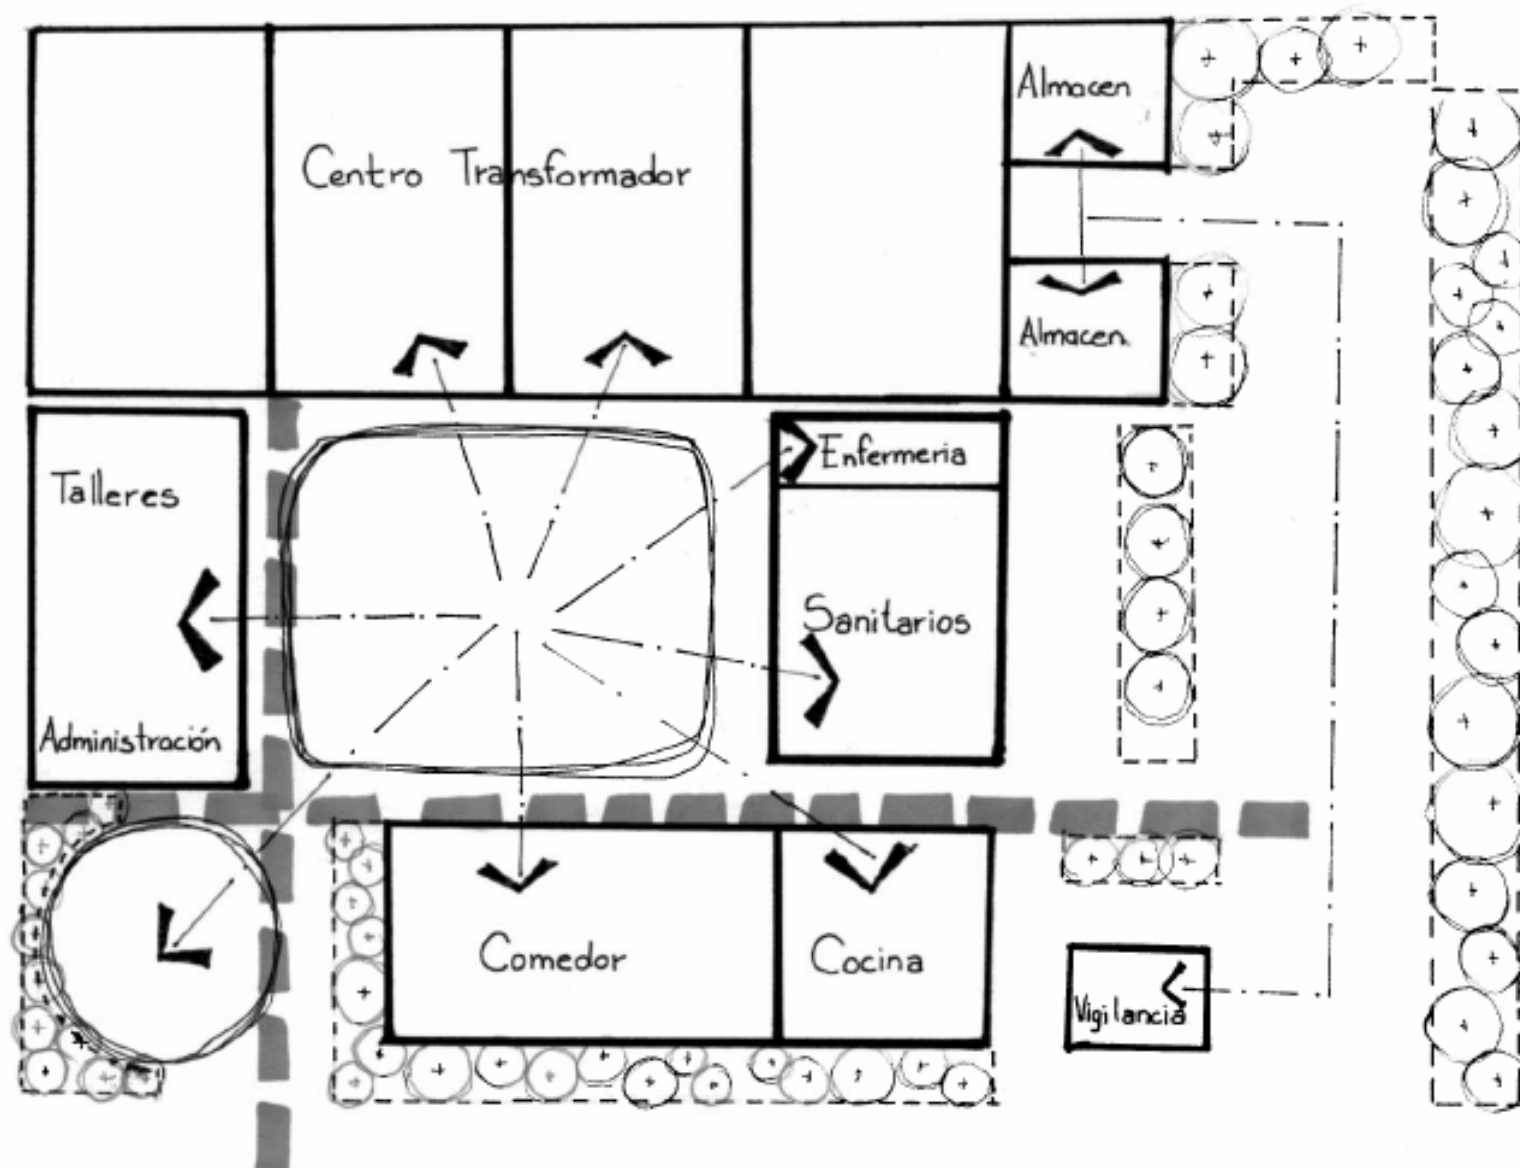 Almacen
Centro Transformador
Almacen.
Enfermeria
Talleres
Sanitarios
Administración
Comedor
Cocina
Vigilancia